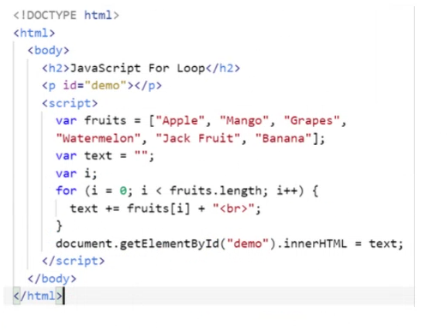 <!DOCTYPE html>
<html>
<body>
<h2>JavaScript For Loop</h2>
<p id="demo"></p>
<script>
var fruits = ["Apple", "Mango", "Grapes",
"Watermelon", "Jack Fruit", "Banana"];
var text = "";
var i;
for (i = 0; i < fruits.length; i++) {
text += fruits[i] + "<br>";
}
document.getElementById("demo").innerHTML = text;
</script>
</body>
</html>